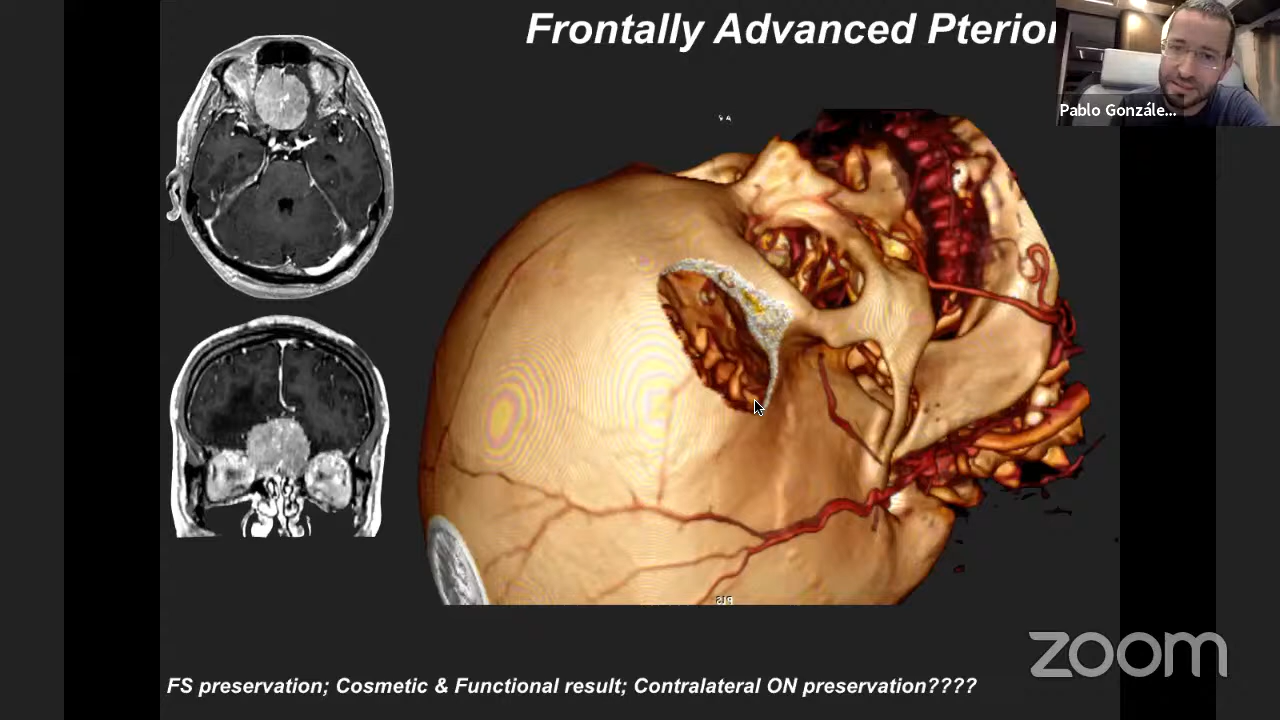 Frontally Advanced Pterion
Pablo Gonzále...
FS preservation; Cosmetic & Functional result; Contralateral ON preservation????
zoom